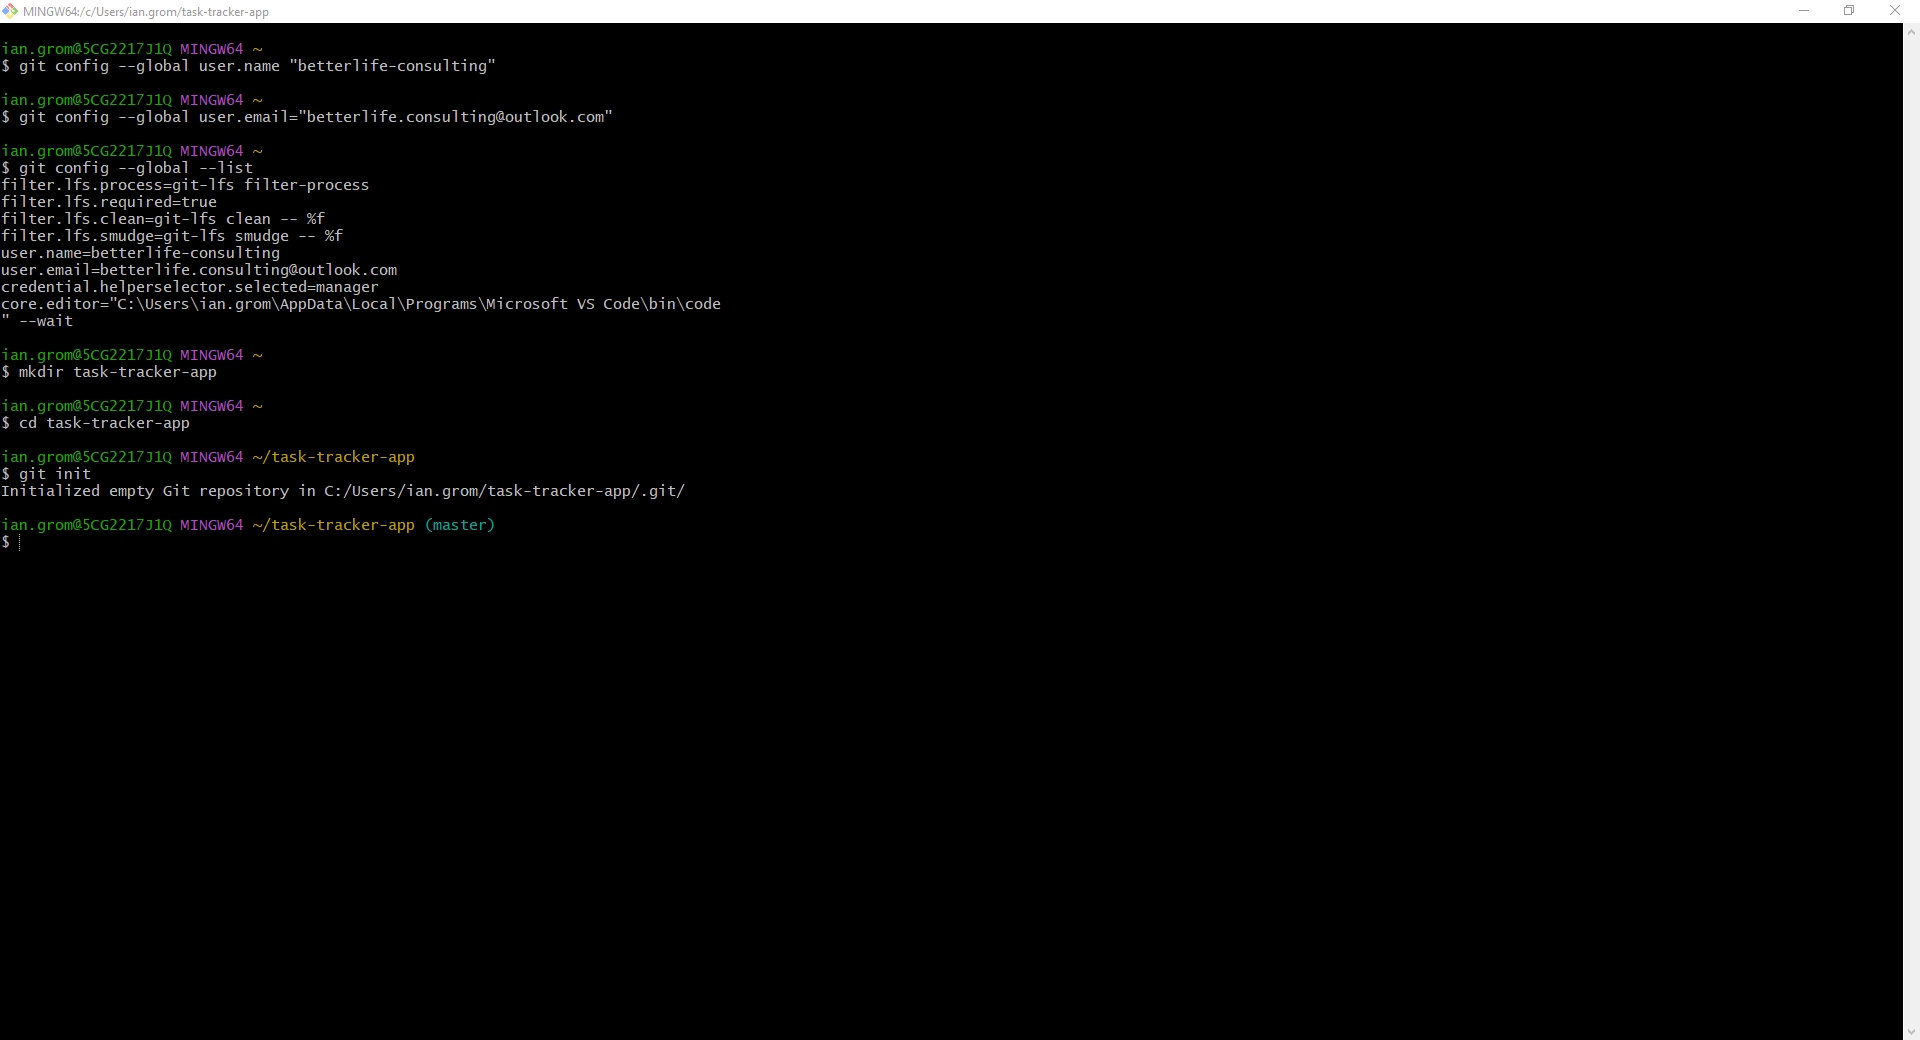 MINGW64:/c/Users/ian.grom/task-tracker-app
ian.grom@5CG2217J1Q MINGW64 ~
$ git config --global user.name "betterlife-consulting"
ian.grom@5CG2217J1Q MINGW64 ~
$ git config --global user.email="betterlife.consulting@outlook.com"
ian.grom@5CG2217J1Q MINGW64 ~
$ git config --global --list
filter.lfs.process=git-lfs filter-process
filter.lfs.required=true
filter.lfs.clean=git-lfs clean -- %f
filter.lfs.smudge=git-lfs smudge -- %f
user.name=betterlife-consulting
user.email=betterlife.consulting@outlook.com
credential.helperselector.selected=manager
core.editor="C:\Users\ian.grom\AppData\Local\Programs\Microsoft VS Code\bin\code
" --wait
ian.grom@5CG2217J1Q MINGW64 ~
$ mkdir task-tracker-app
ian.grom@5CG2217J1Q MINGW64 ~
$ cd task-tracker-app
ian.grom@5CG2217J1Q MINGW64 ~/task-tracker-app
$ git init
Initialized empty Git repository in C:/Users/ian.grom/task-tracker-app/.git/
ian.grom@5CG2217J1Q MINGW64 ~/task-tracker-app (master)
$